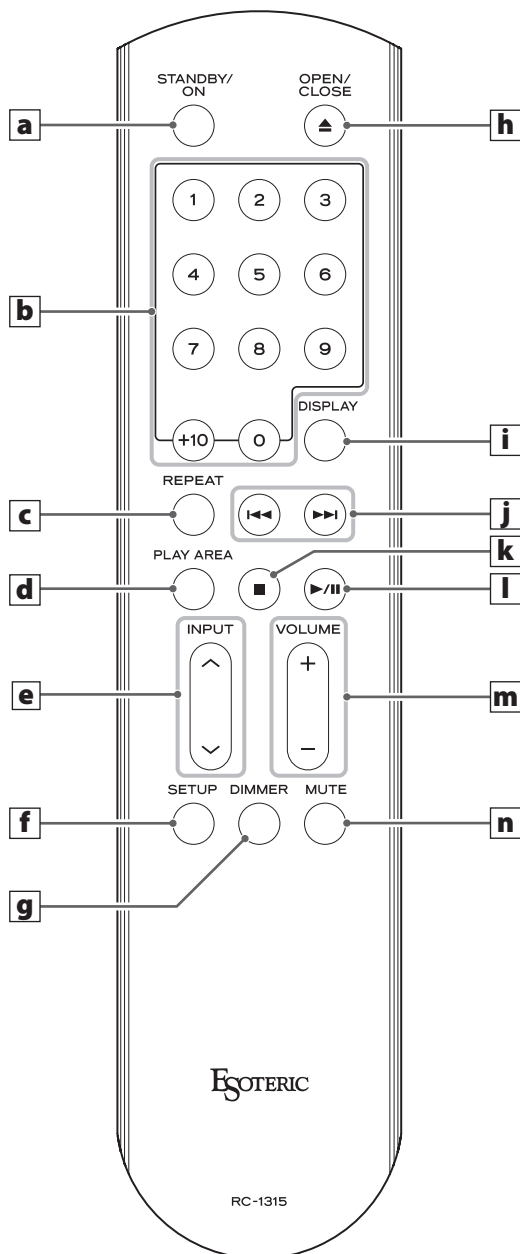 STANDBY/
ON
OPEN/
CLOSE
a
h
1 2 3
4 5 6
b
7 8 9
DISPLAY
+10 0
i
REPEAT
c
j
k
PLAY AREA
d
l
INPUT VOLUME
+
e
m
−
SETUP DIMMER MUTE
f
n
g
ESOTERIC
RC-1315